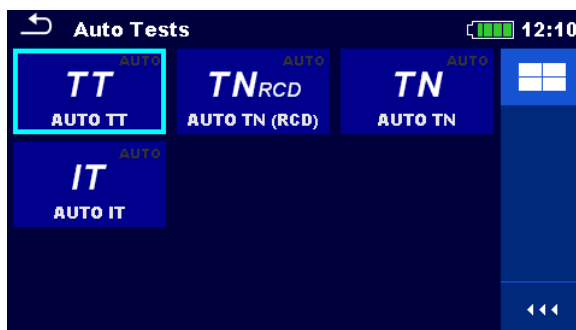 Auto Tests 12:10
AUTO AUTO AUTO
TT TNRCD TN
AUTO TT AUTO TN (RCD) AUTO TN
AUTO
IT
AUTO IT